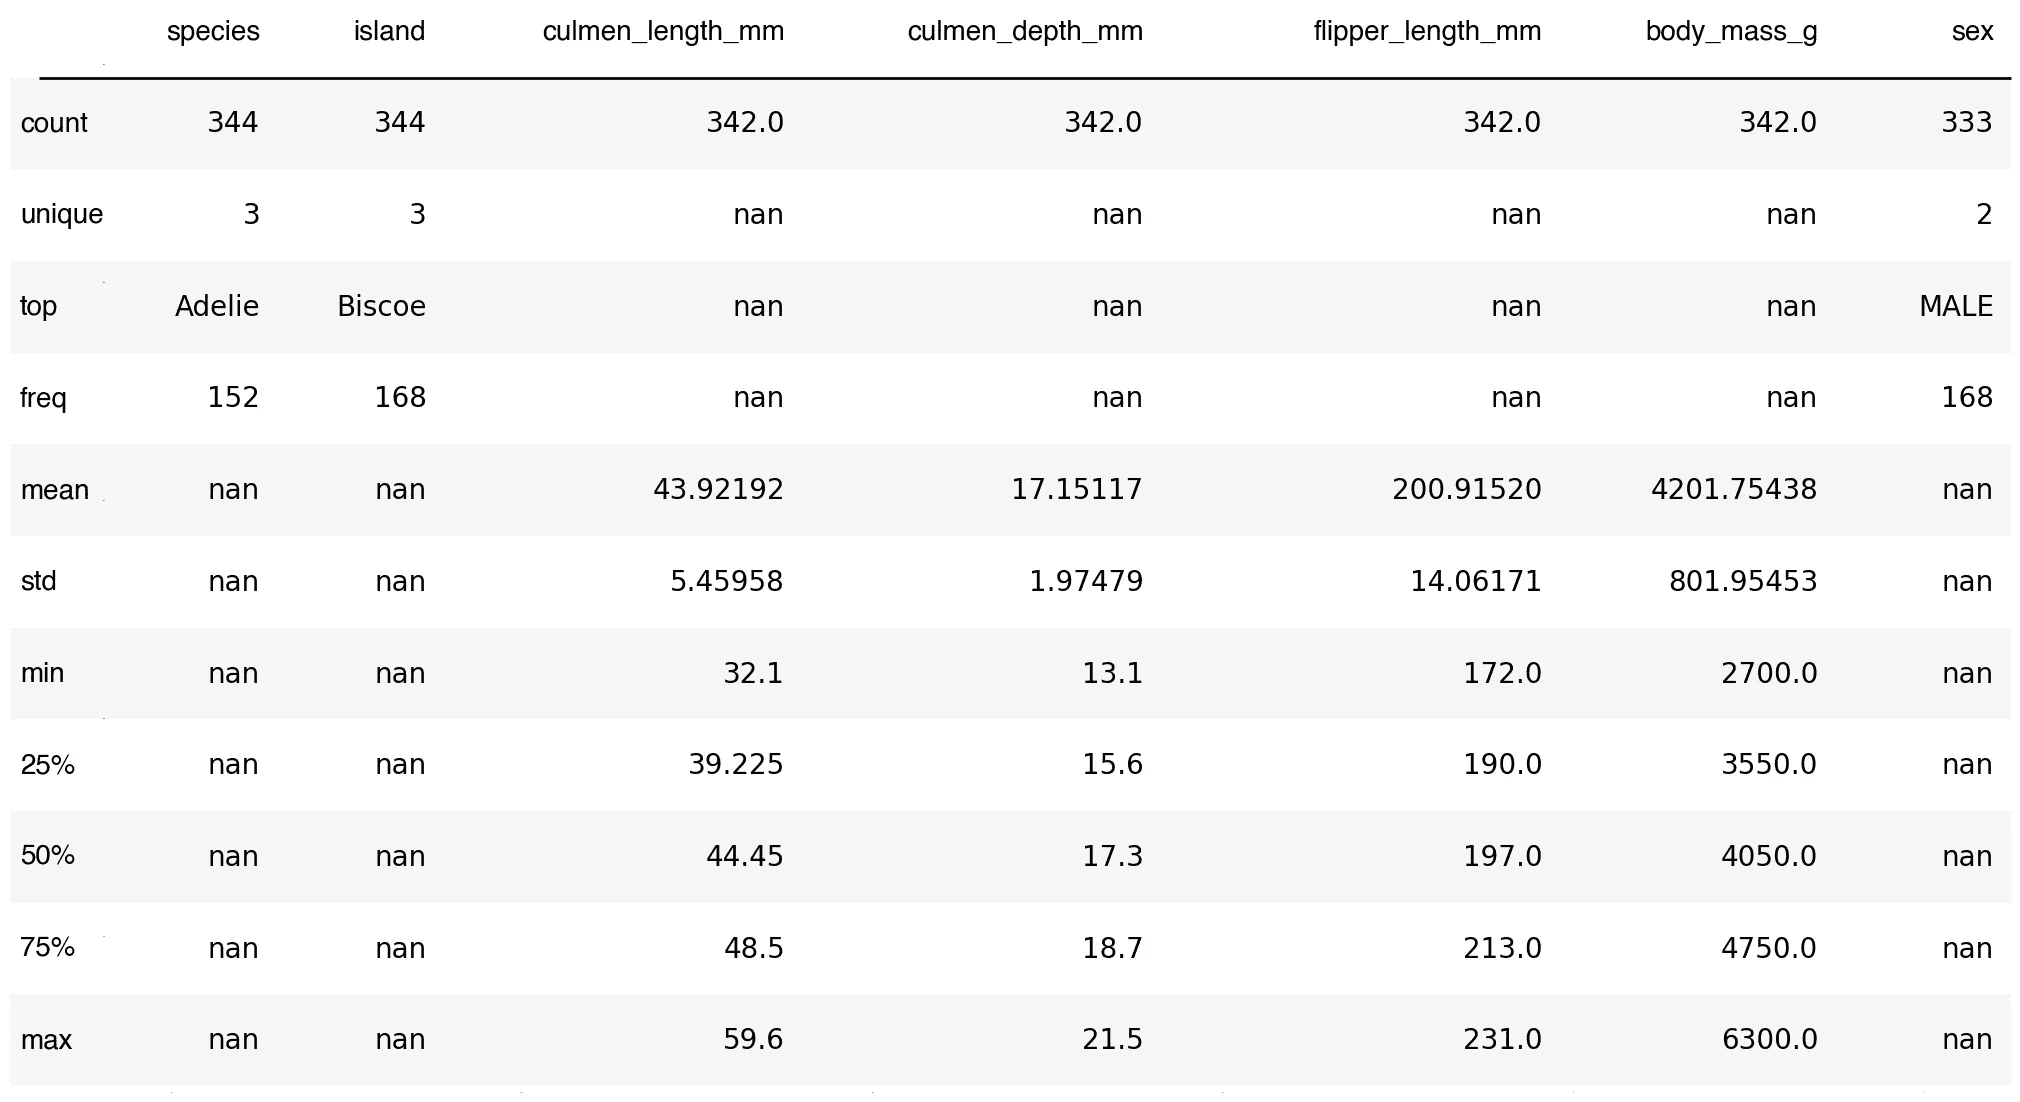 species island culmen_length_mm culmen_depth_mm flipper_length_mm body_mass_g sex
count 344 344 342.0 342.0 342.0 342.0 333
unique 3 3 nan nan nan nan 2
top Adelie Biscoe nan nan nan nan MALE
freq 152 168 nan nan nan nan 168
mean nan nan 43.92192 17.15117 200.91520 4201.75438 nan
std nan nan 5.45958 1.97479 14.06171 801.95453 nan
min nan nan 32.1 13.1 172.0 2700.0 nan
25% nan nan 39.225 15.6 190.0 3550.0 nan
50% nan nan 44.45 17.3 197.0 4050.0 nan
75% nan nan 48.5 18.7 213.0 4750.0 nan
max nan nan 59.6 21.5 231.0 6300.0 nan